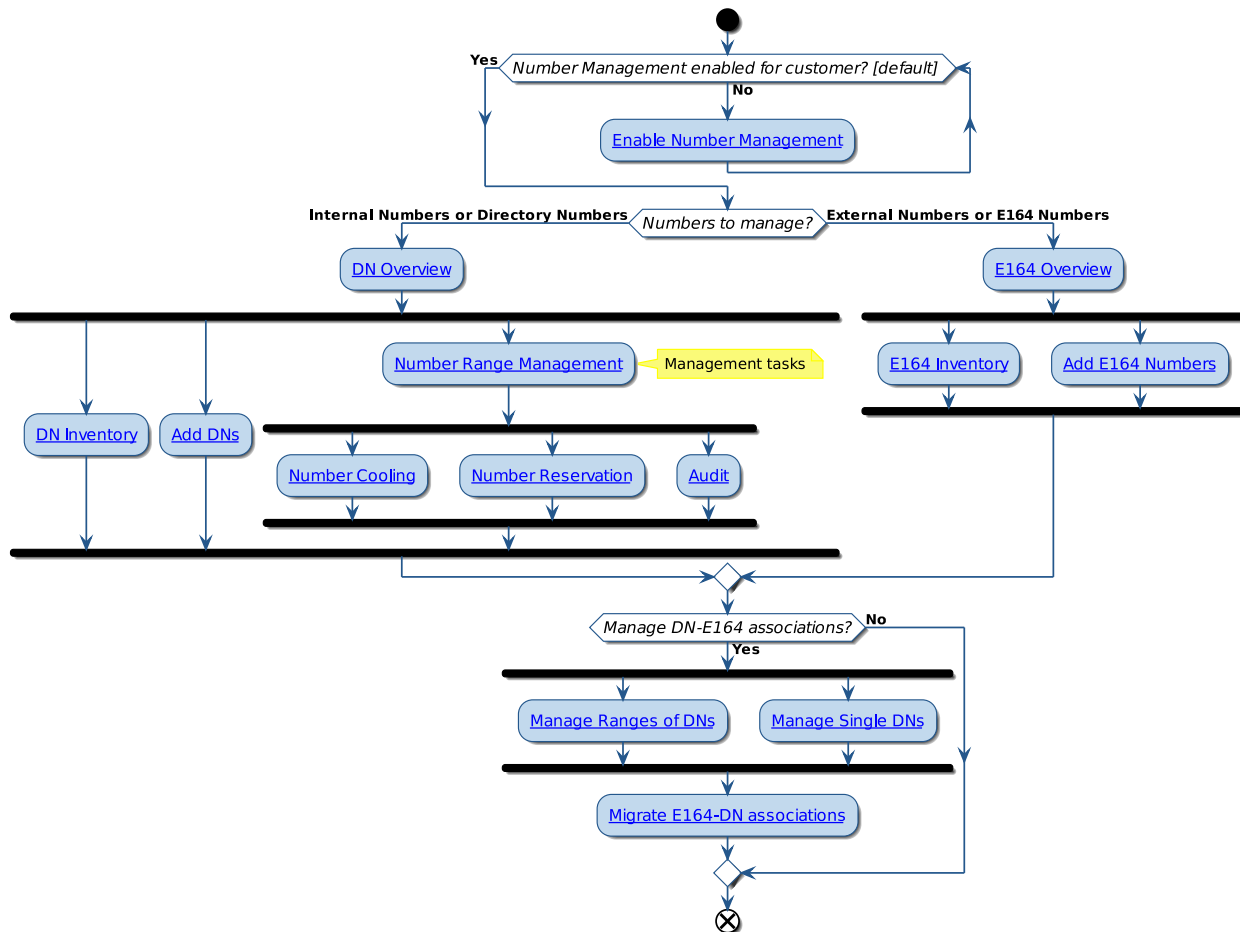 Yes
Number Management enabled for customer? [default]
No
Enable Number Management
Internal Numbers or Directory Numbers
Numbers to manage?
External Numbers or E164 Numbers
DN Overview
E164 Overview
Number Range Management
Management tasks
E164 Inventory
Add E164 Numbers
DN Inventory
Add DNs
Number Cooling
Number Reservation
Audit
Manage DN-E164 associations?
No
Yes
Manage Ranges of DNs
Manage Single DNs
Migrate E164-DN associations